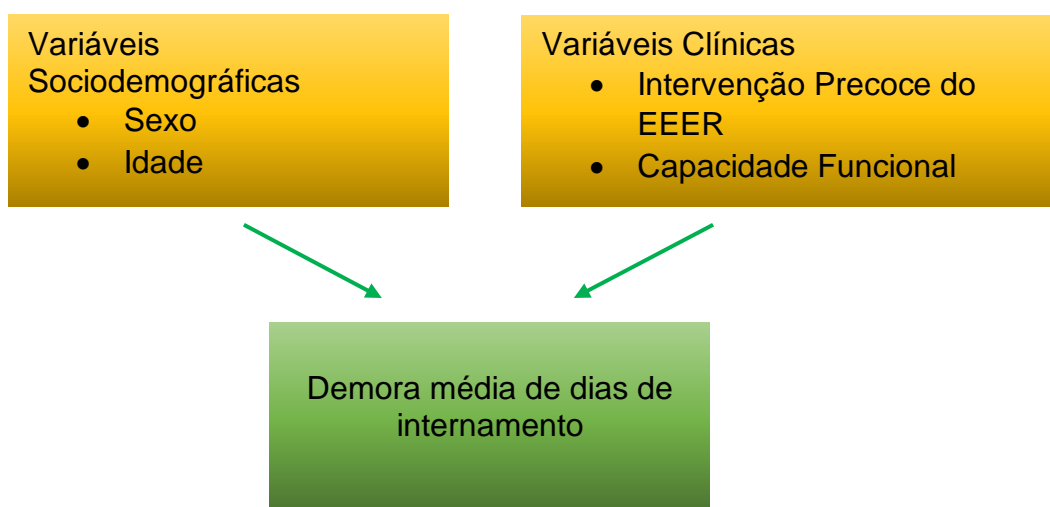 Variáveis
Sociodemográficas
• Sexo
• Idade
Variáveis Clínicas
• Intervenção Precoce do
EEER
• Capacidade Funcional
Demora média de dias de
internamento